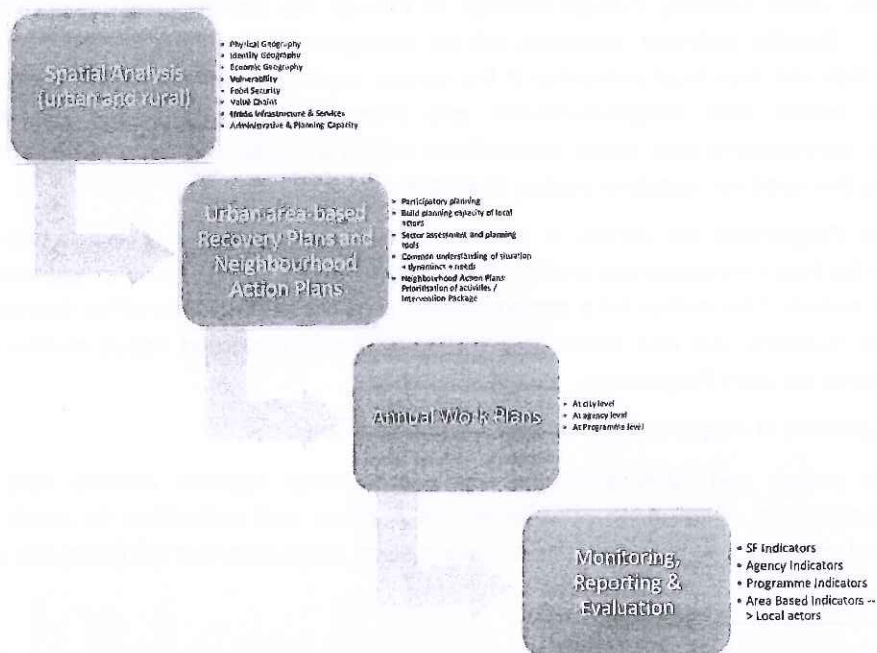 Spatial Analysis
(urban and rural)
• Physical Geography
• Identity Geography
• Economic Geography
• Vulnerability
• Food Security
• Value Chains
• Urban Infrastructure & Services
• Administrative & Planning Capacity
Urban area-based
Recovery Plans and
Neighbourhood
Action Plans
• Participatory planning
• Build planning capacity of local
actors
• Sector assessment and planning
tools
• Common understanding of situation
+ dynamincs + needs
• Neighbourhood Action Plans:
Prioritisation of activities /
Intervention Package
Annual Work Plans
• At city level
• At agency level
• At Programme level
Monitoring,
Reporting &
Evaluation
• SF Indicators
• Agency Indicators
• Programme Indicators
• Area Based Indicators --
> Local actors